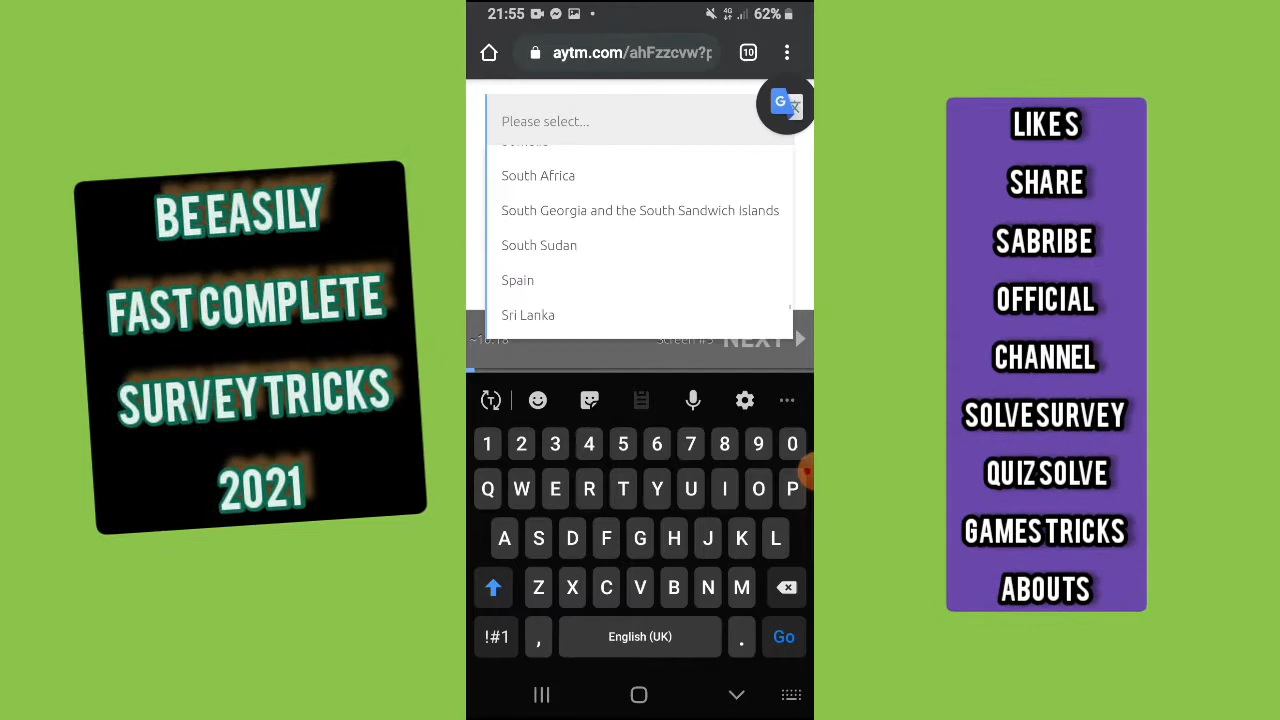 BE EASILY
FAST COMPLETE
SURVEY TRICKS
2021
21:55
4G
62%
aytm.com/ahFzzcvw?p
10
Please select...
South Africa
South Georgia and the South Sandwich Islands
South Sudan
Spain
Sri Lanka
Screen #5 NEXT
1 2 3 4 5 6 7 8 9 0
Q W E R T Y U I O P
A S D F G H J K L
Z X C V B N M
!#1 , English (UK) . Go
LIKES
SHARE
SABRIBE
OFFICIAL
CHANNEL
SOLVE SURVEY
QUIZ SOLVE
GAMES TRICKS
ABOUTS